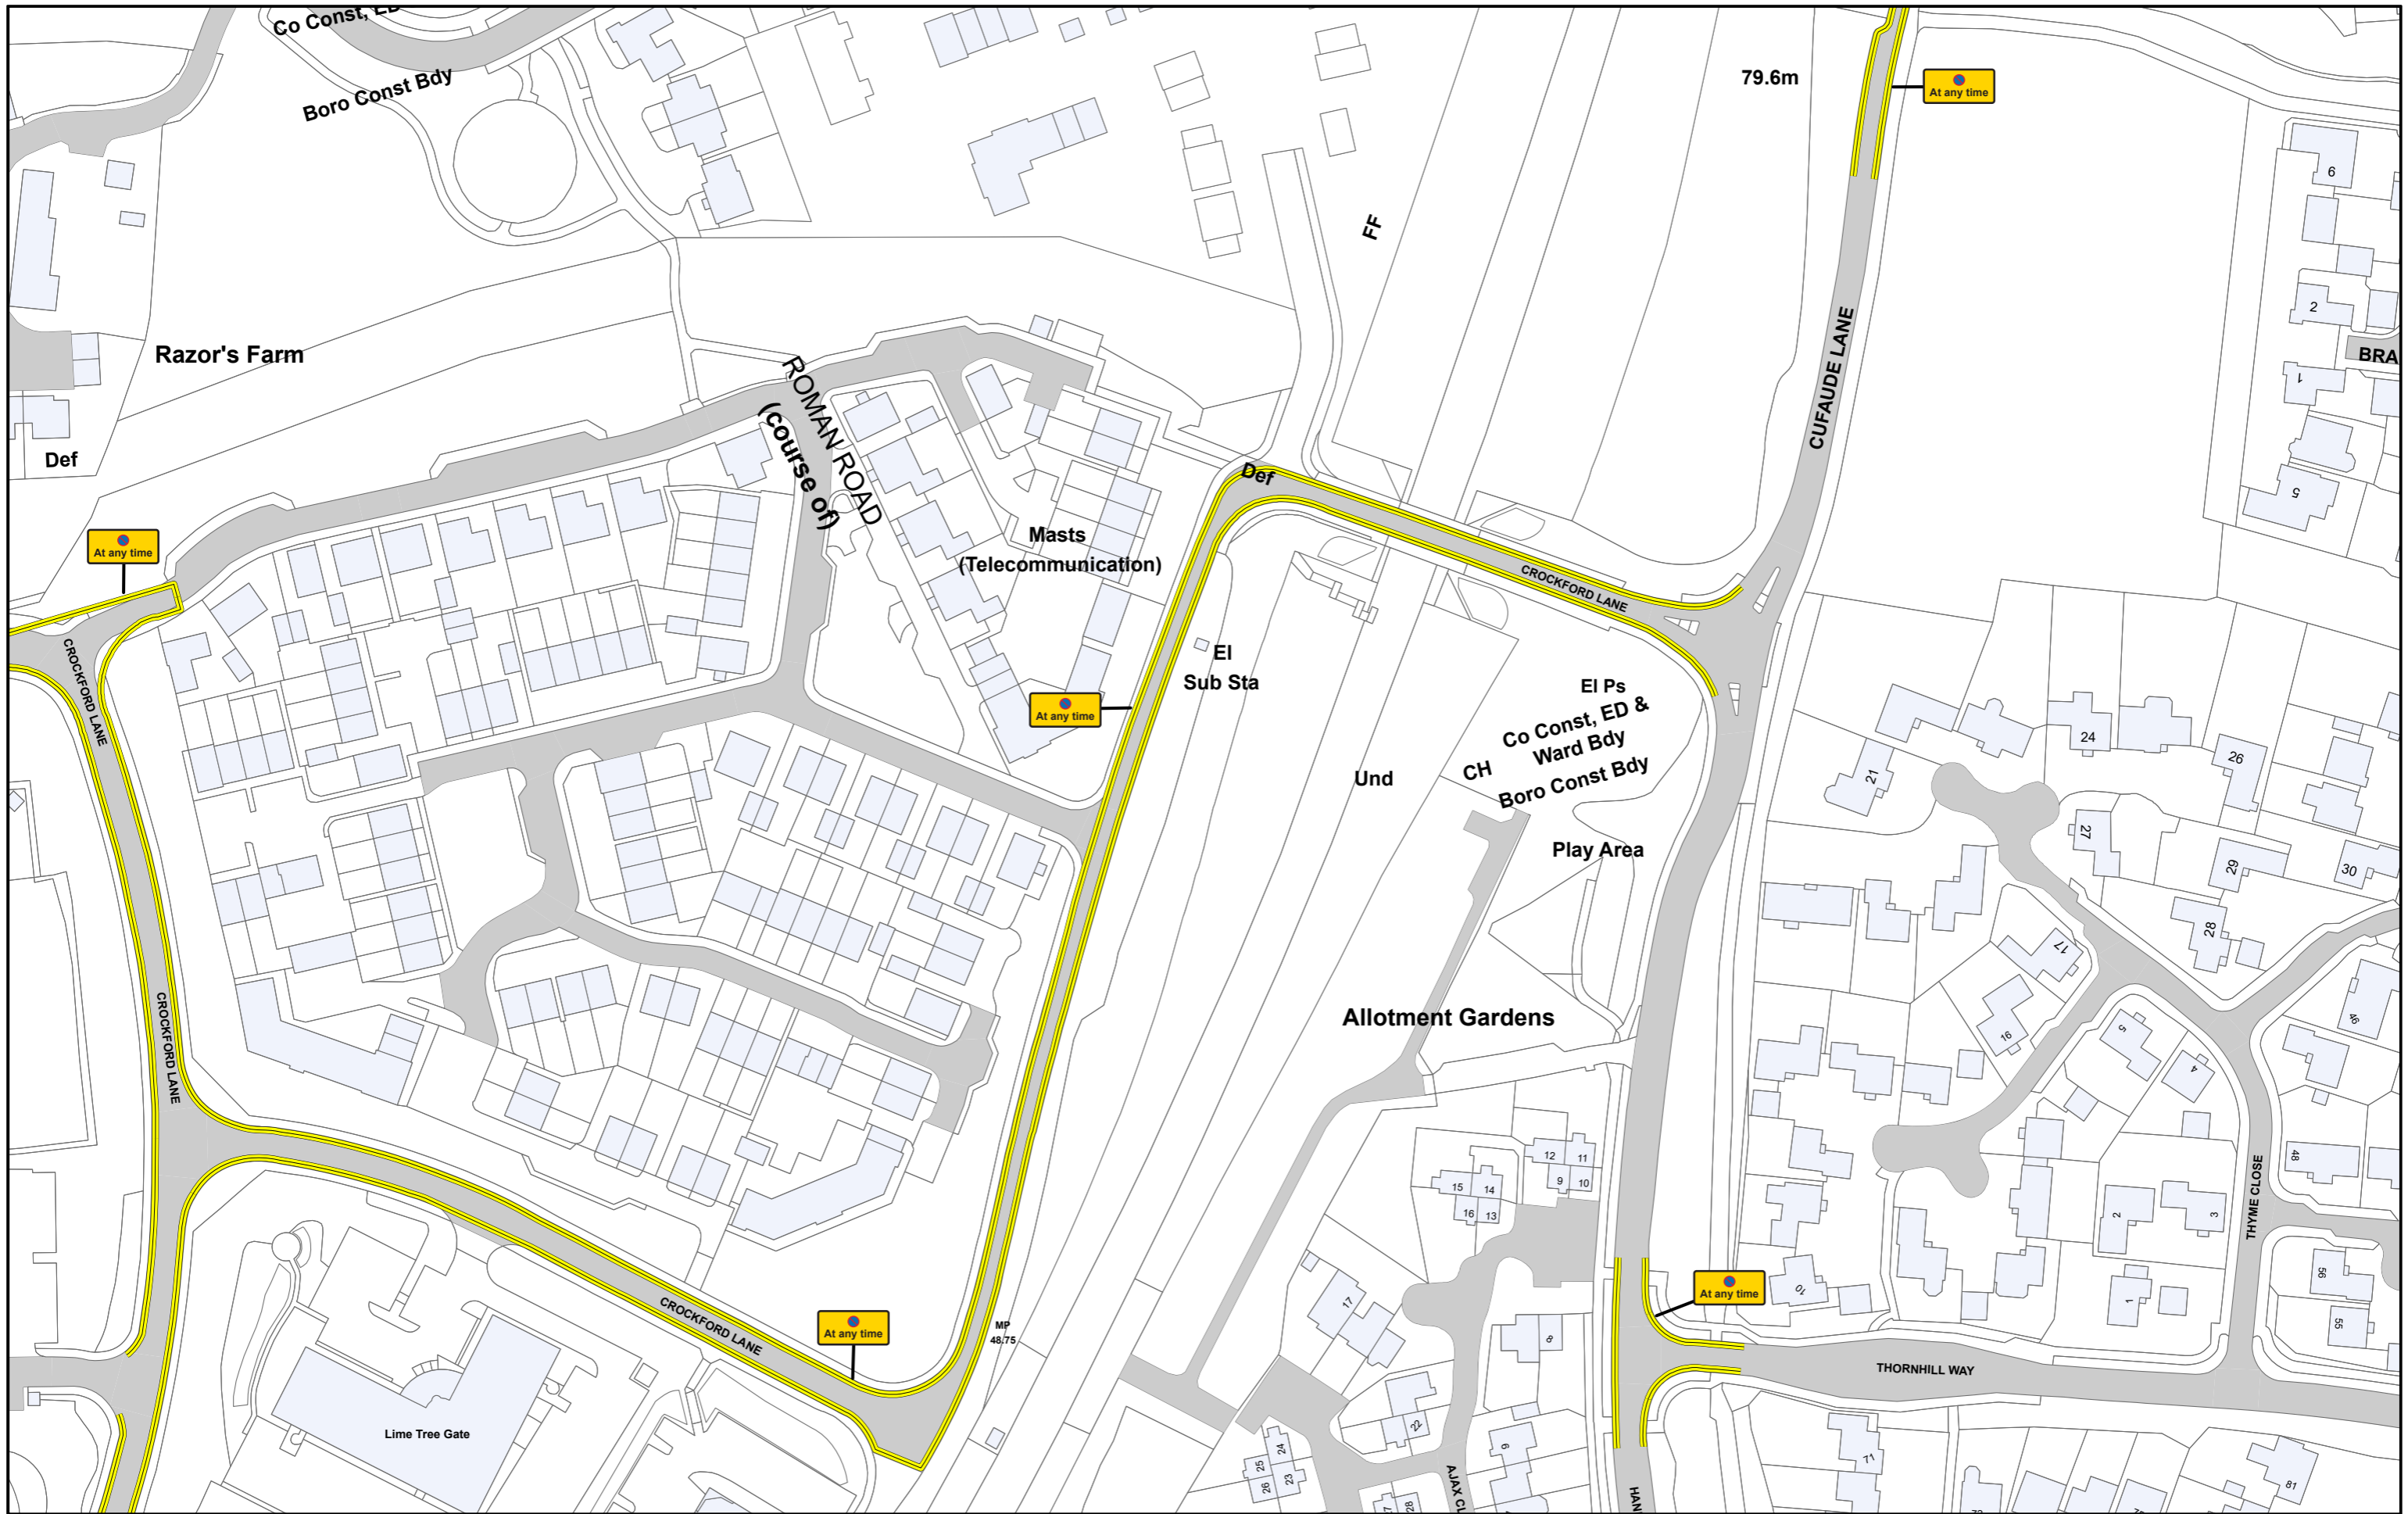 Co Const, ED
Boro Const Bdy
79.6m
At any time
6
2
BRA
1
5
FF
CUFAUDE LANE
Razor's Farm
Def
ROMAN ROAD
(course of)
Def
Masts
(Telecommunication)
At any time
CROCKFORD LANE
CROCKFORD LANE
El
Sub Sta
At any time
El Ps
Co Const, ED &
Ward Bdy
Boro Const Bdy
CH
Und
Play Area
24
26
21
27
29
30
28
17
16
46
5
4
Allotment Gardens
CROCKFORD LANE
12
11
9
10
15
14
16
13
48
THYME CLOSE
2
3
56
55
1
10
At any time
17
8
MP
48.75
At any time
CROCKFORD LANE
THORNHILL WAY
Lime Tree Gate
22
24
25
23
26
9
71
81
AJAX CL
28
HAN